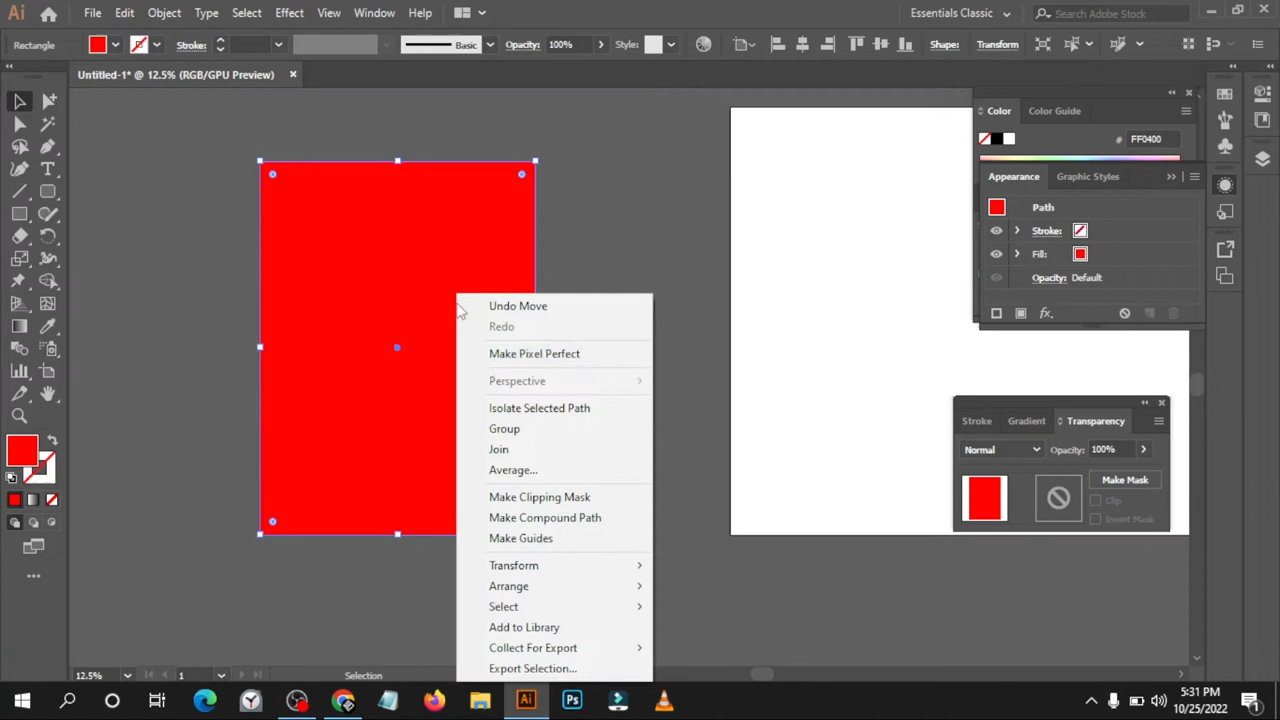 Ai File Edit Object Type Select Effect View Window Help Essentials Classic Search Adobe Stock
Rectangle Stroke: Basic Opacity: 100% Style: Shape: Transform
Untitled-1* @ 12.5% (RGB/GPU Preview)
Color Color Guide
# FF0400
Appearance Graphic Styles
Path
Stroke:
Fill:
Opacity: Default
fx
Undo Move
Redo
Make Pixel Perfect
Perspective
Isolate Selected Path
Group
Join
Average...
Make Clipping Mask
Make Compound Path
Make Guides
Transform
Arrange
Select
Add to Library
Collect For Export
Export Selection...
Stroke Gradient Transparency
Normal Opacity: 100%
Make Mask
Clip
Invert Mask
12.5% 1 Selection
Ai Ps
5:31 PM
10/25/2022
1